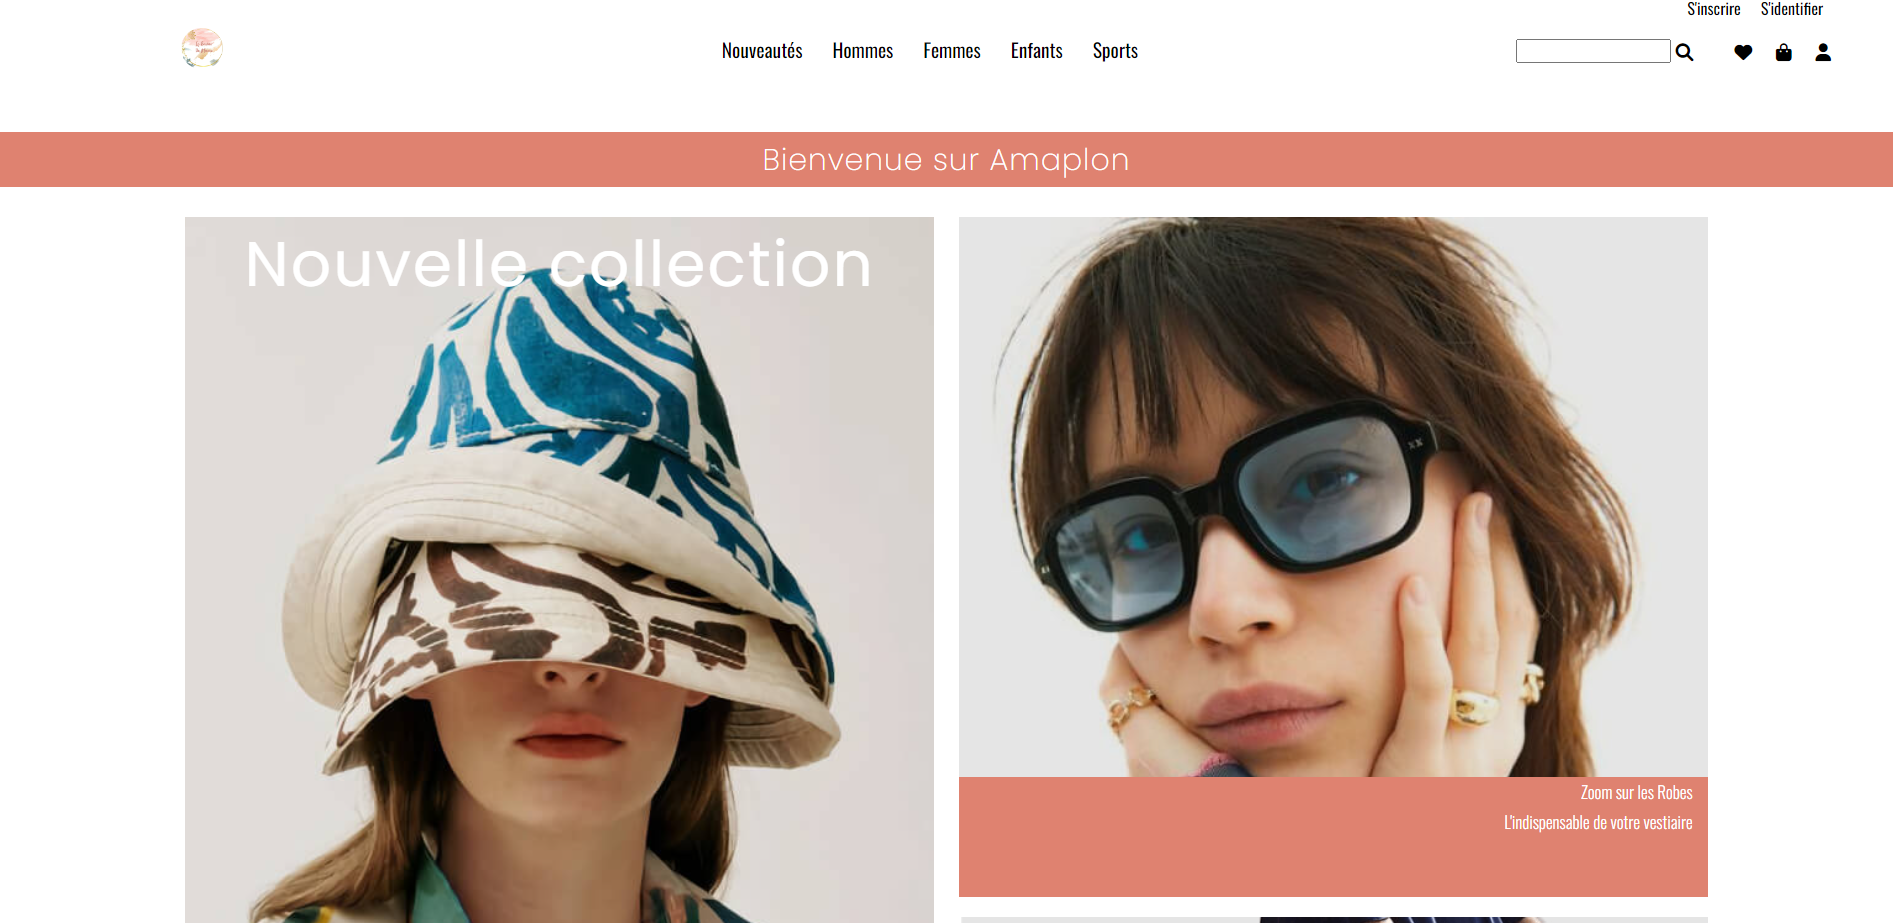 S'inscrire S'identifier
Nouveautés Hommes Femmes Enfants Sports
Bienvenue sur Amaplon
Nouvelle collection
Zoom sur les Robes
L'indispensable de votre vestiaire